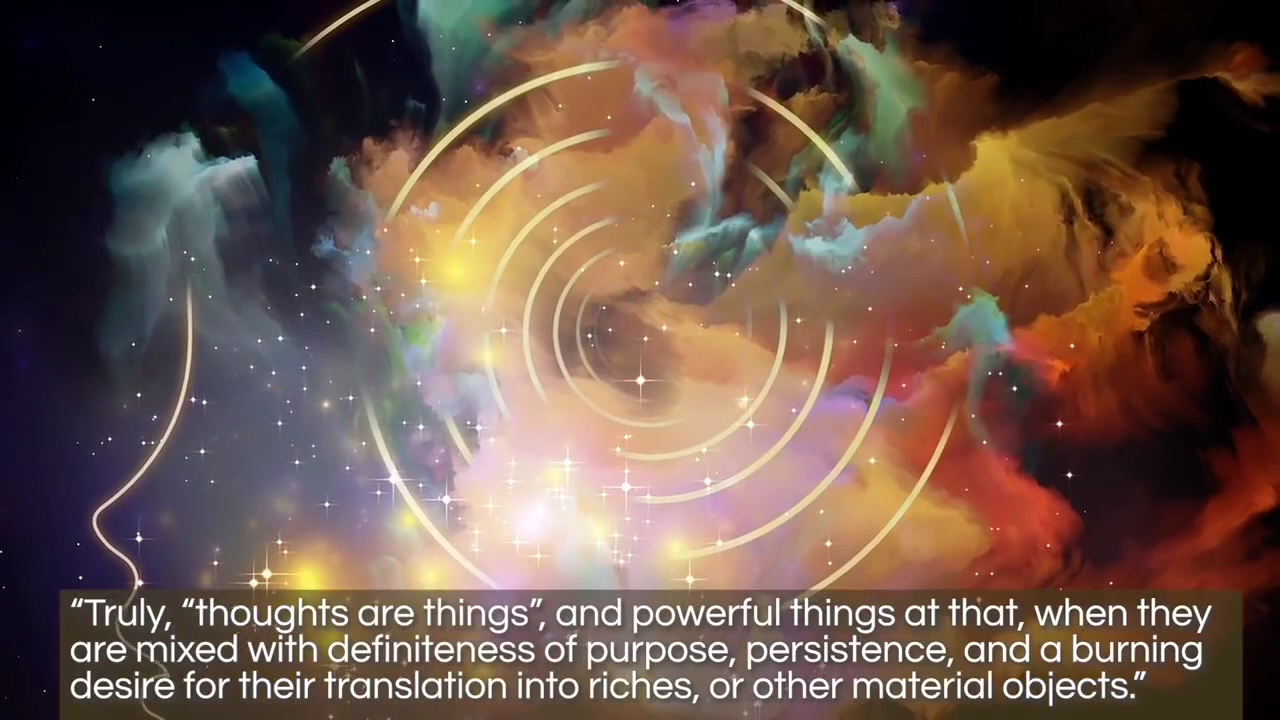 “Truly, “thoughts are things”, and powerful things at that, when they
are mixed with definiteness of purpose, persistence, and a burning
desire for their translation into riches, or other material objects.”